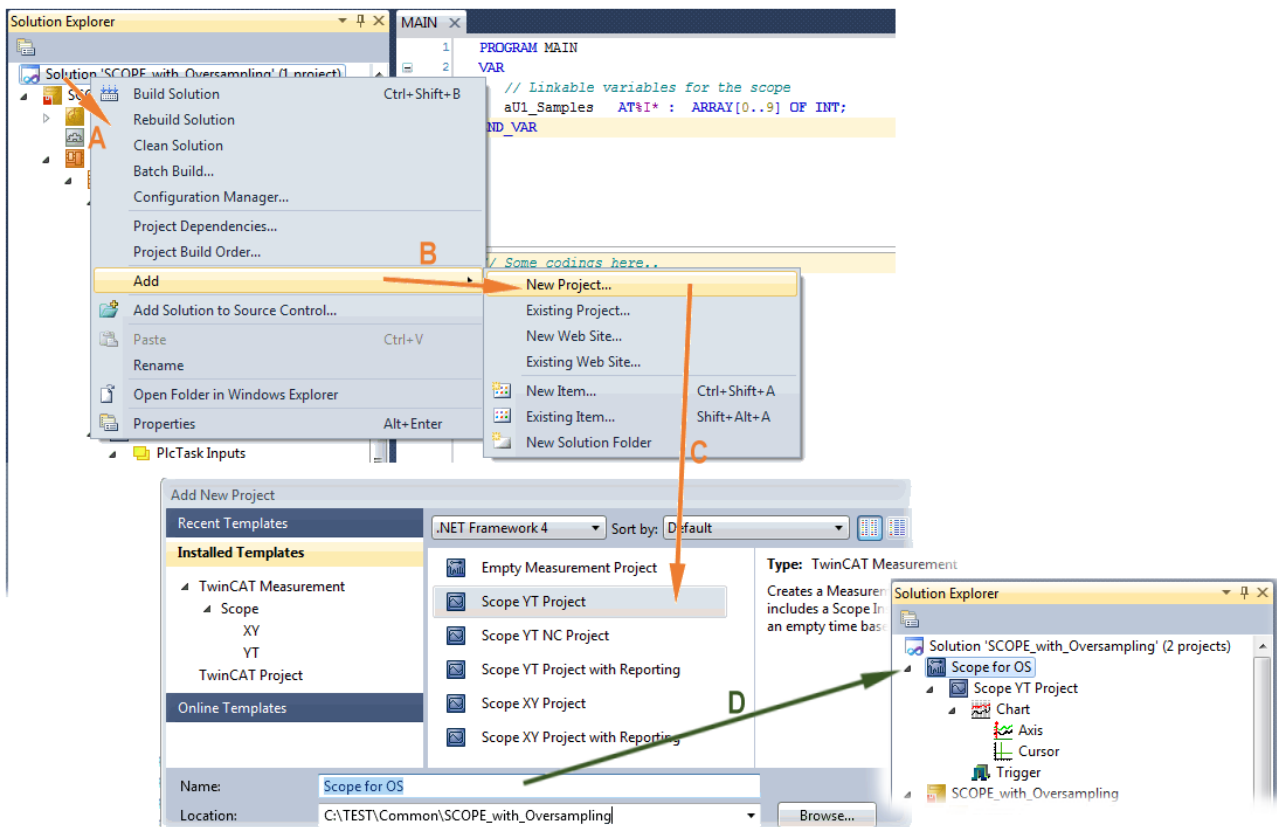 Solution Explorer
MAIN
Solution 'SCOPE_with_Oversampling' (1 project)
A
Build Solution Ctrl+Shift+B
Rebuild Solution
Clean Solution
Batch Build...
Configuration Manager...
Project Dependencies...
Project Build Order...
Add
Add Solution to Source Control...
Paste Ctrl+V
Rename
Open Folder in Windows Explorer
Properties Alt+Enter
PlcTask Inputs
1 PROGRAM MAIN
2 VAR
// Linkable variables for the scope
aU1_Samples AT%I* : ARRAY[0..9] OF INT;
END_VAR
// Some codings here..
B
New Project...
Existing Project...
New Web Site...
Existing Web Site...
New Item... Ctrl+Shift+A
Existing Item... Shift+Alt+A
New Solution Folder
C
Add New Project
Recent Templates
Installed Templates
TwinCAT Measurement
Scope
XY
YT
TwinCAT Project
Online Templates
.NET Framework 4 Sort by: Default
Empty Measurement Project
Scope YT Project
Scope YT NC Project
Scope YT Project with Reporting
Scope XY Project
Scope XY Project with Reporting
Type: TwinCAT Measurement
Creates a Measurem
includes a Scope In
an empty time base
D
Name: Scope for OS
Location: C:\TEST\Common\SCOPE_with_Oversampling Browse...
Solution Explorer
Solution 'SCOPE_with_Oversampling' (2 projects)
Scope for OS
Scope YT Project
Chart
Axis
Cursor
Trigger
SCOPE_with_Oversampling